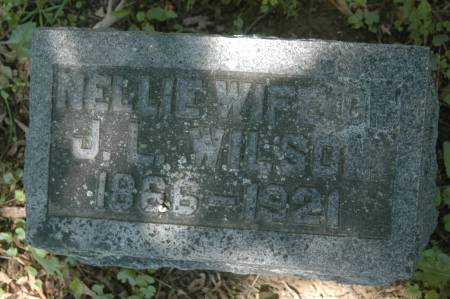 NELLIE WIFE OF
J. L. WILSON
1866-1921